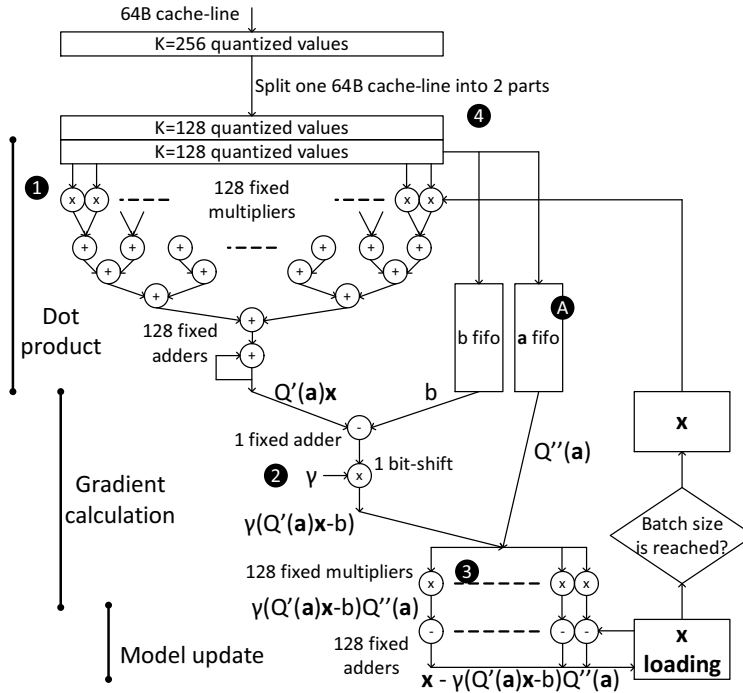 64B cache-line
K=256 quantized values
Split one 64B cache-line into 2 parts
4
K=128 quantized values
K=128 quantized values
1
x x x x
128 fixed
multipliers
+ + + + + +
+ + + +
+ +
+
128 fixed
adders
+
Dot
product
b fifo
a fifo
A
Q'(a)x
b
-
1 fixed adder
2
γ
x
1 bit-shift
Q''(a)
x
Gradient
calculation
γ(Q'(a)x-b)
Batch size
is reached?
128 fixed multipliers
3
x x x
γ(Q'(a)x-b)Q''(a)
- - -
128 fixed
adders
x
loading
Model update
x - γ(Q'(a)x-b)Q''(a)